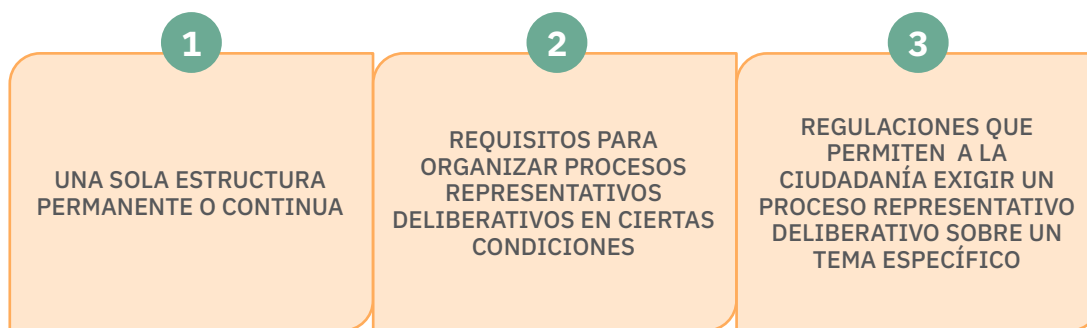 1
UNA SOLA ESTRUCTURA
PERMANENTE O CONTINUA
2
REQUISITOS PARA
ORGANIZAR PROCESOS
REPRESENTATIVOS
DELIBERATIVOS EN CIERTAS
CONDICIONES
3
REGULACIONES QUE
PERMITEN A LA
CIUDADANÍA EXIGIR UN
PROCESO REPRESENTATIVO
DELIBERATIVO SOBRE UN
TEMA ESPECÍFICO